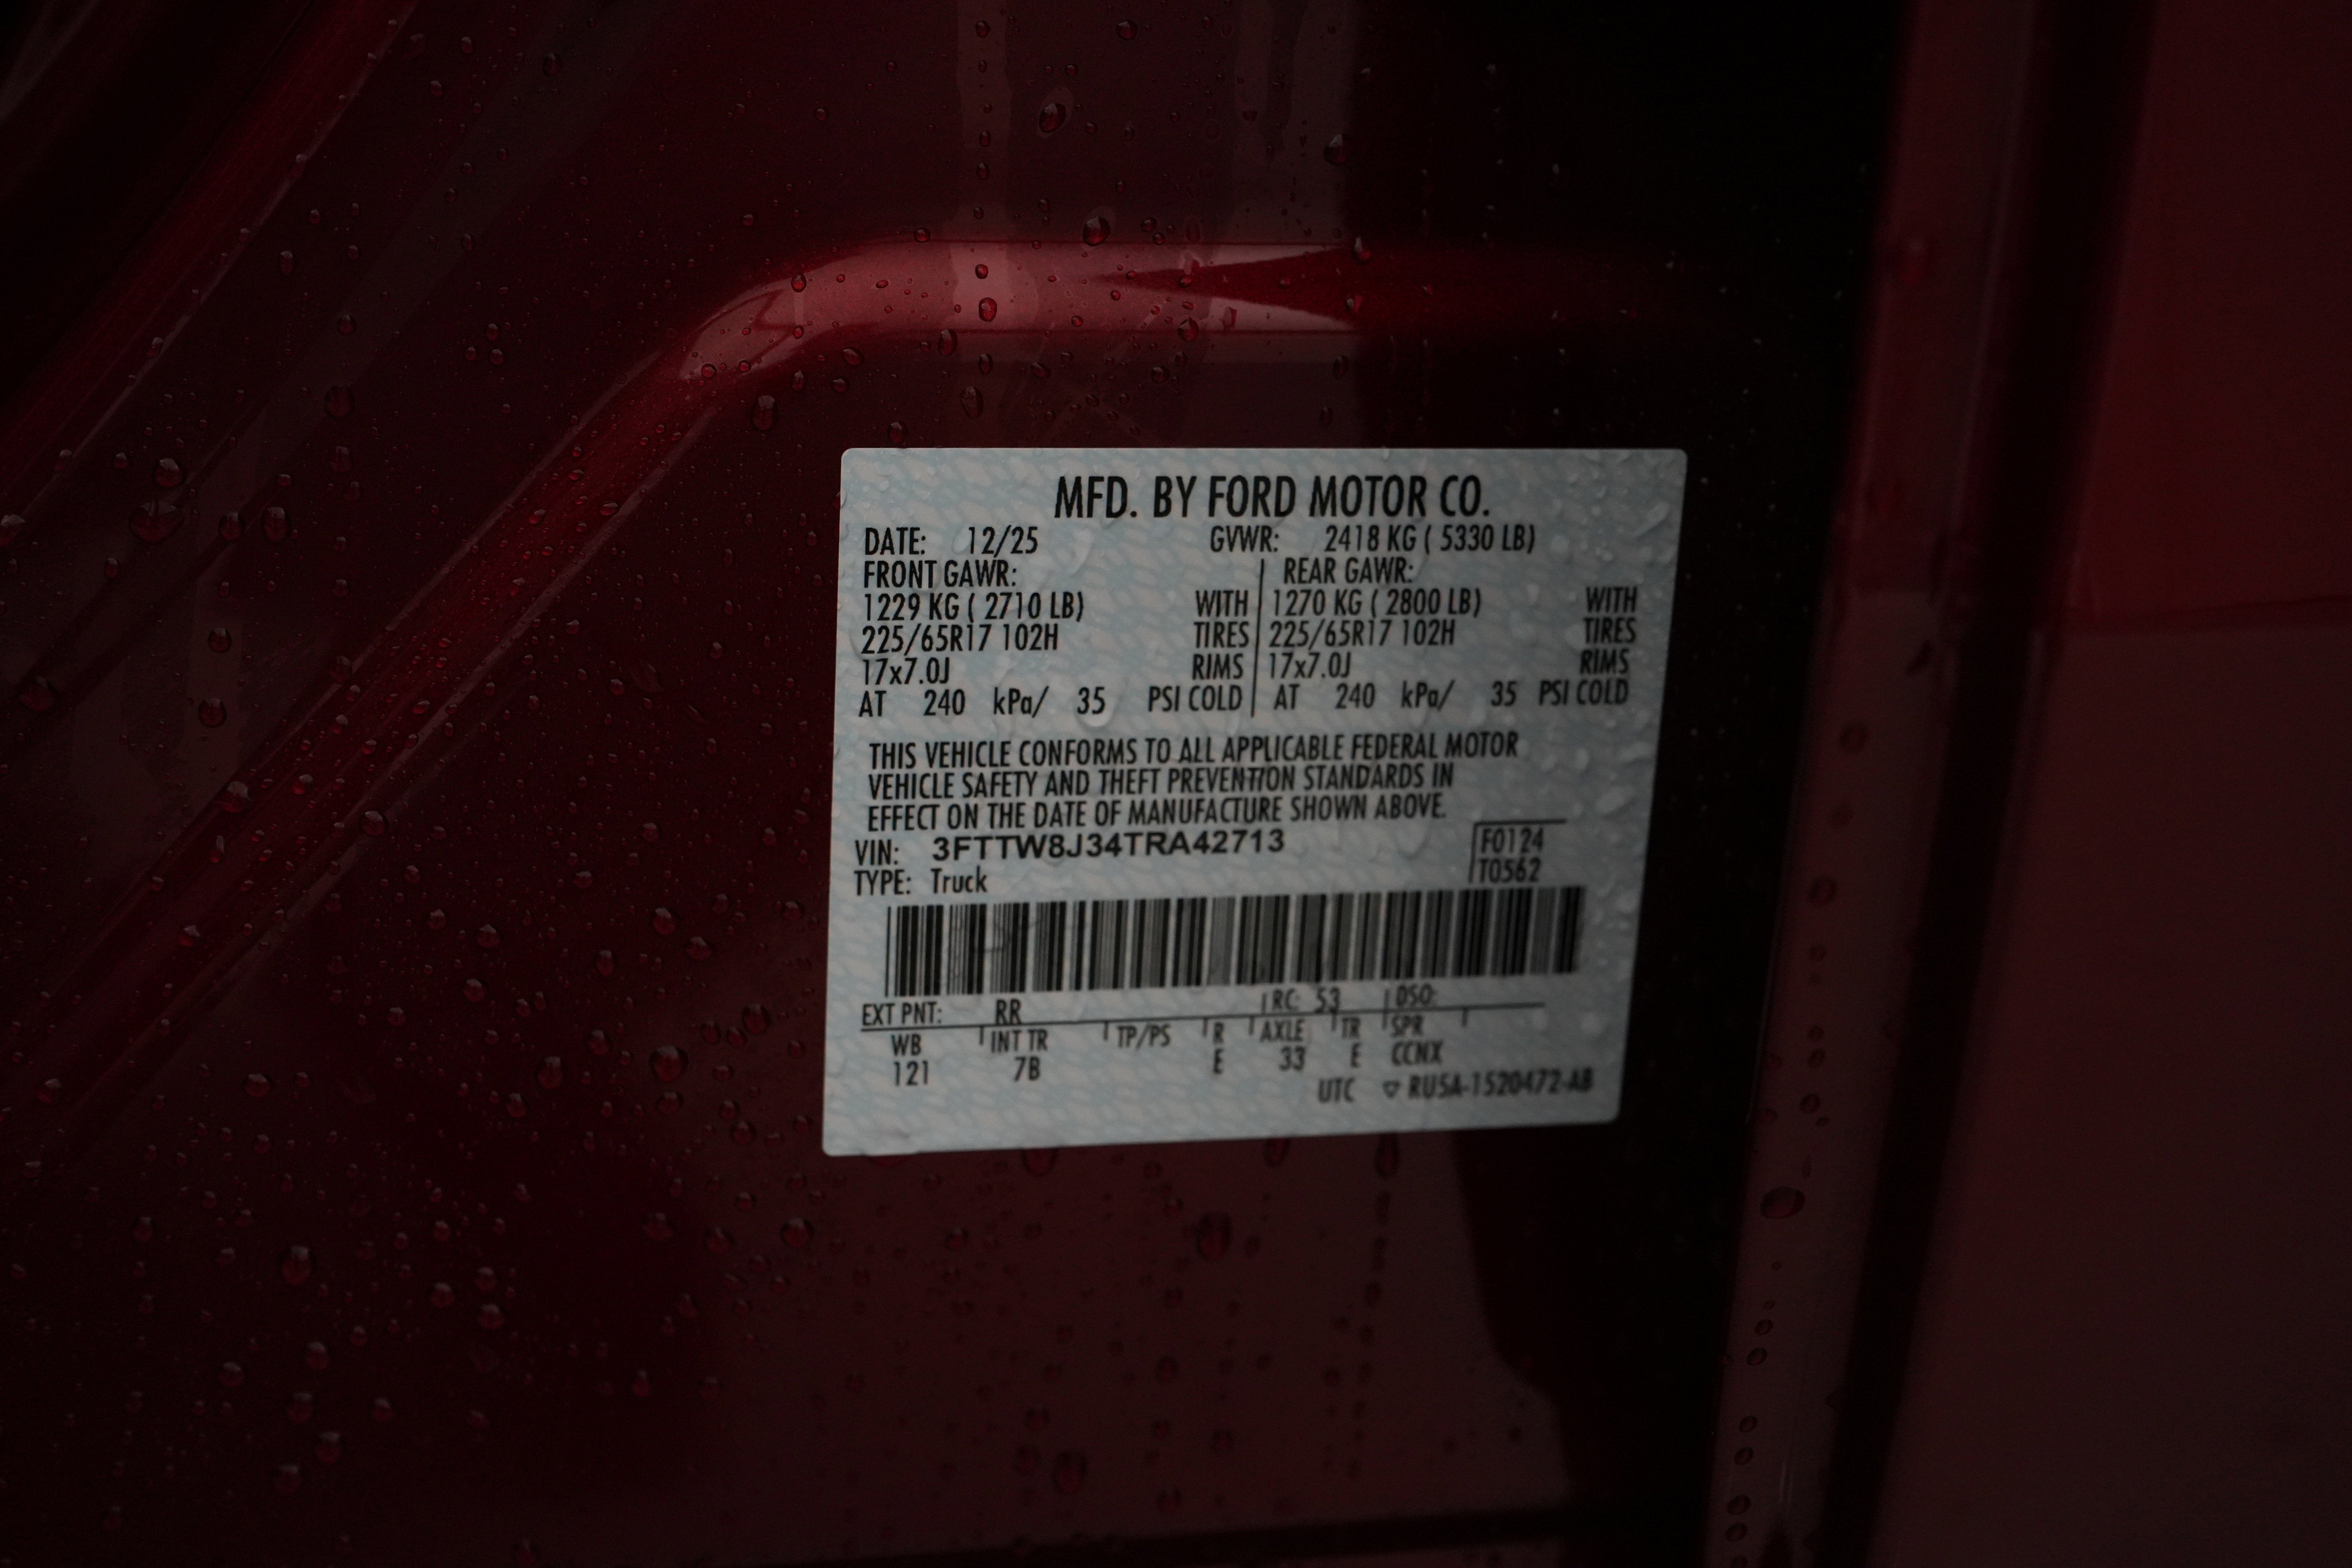 MFD. BY FORD MOTOR CO.
DATE: 12/25 GVWR: 2418 KG ( 5330 LB)
FRONT GAWR: REAR GAWR:
1229 KG ( 2710 LB) WITH 1270 KG ( 2800 LB) WITH
225/65R17 102H TIRES 225/65R17 102H TIRES
17x7.0J RIMS 17x7.0J RIMS
AT 240 kPa/ 35 PSI COLD AT 240 kPa/ 35 PSI COLD
THIS VEHICLE CONFORMS TO ALL APPLICABLE FEDERAL MOTOR
VEHICLE SAFETY AND THEFT PREVENTION STANDARDS IN
EFFECT ON THE DATE OF MANUFACTURE SHOWN ABOVE.
VIN: 3FTTW8J34TRA42713 F0124
TYPE: Truck T0562
EXT PNT: RR RC: 53 DSO:
WB INT TR TP/PS R AXLE TR SPR
121 7B E 33 E CCNX
UTC ▽ RU5A-1520472-AB